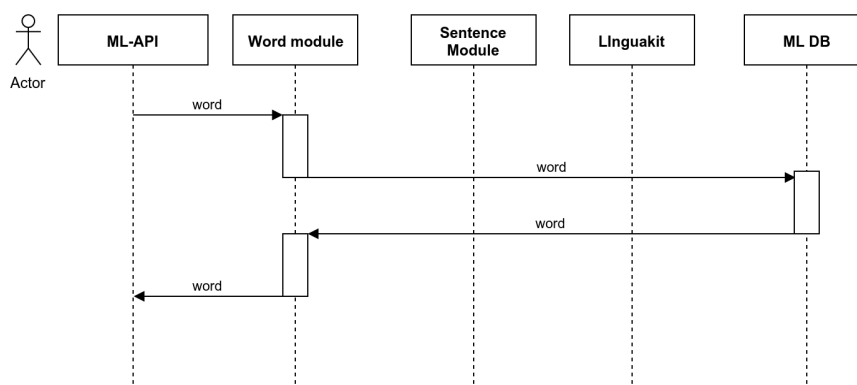 ML-API
Word module
Sentence
Module
LInguakit
ML DB
Actor
word
word
word
word